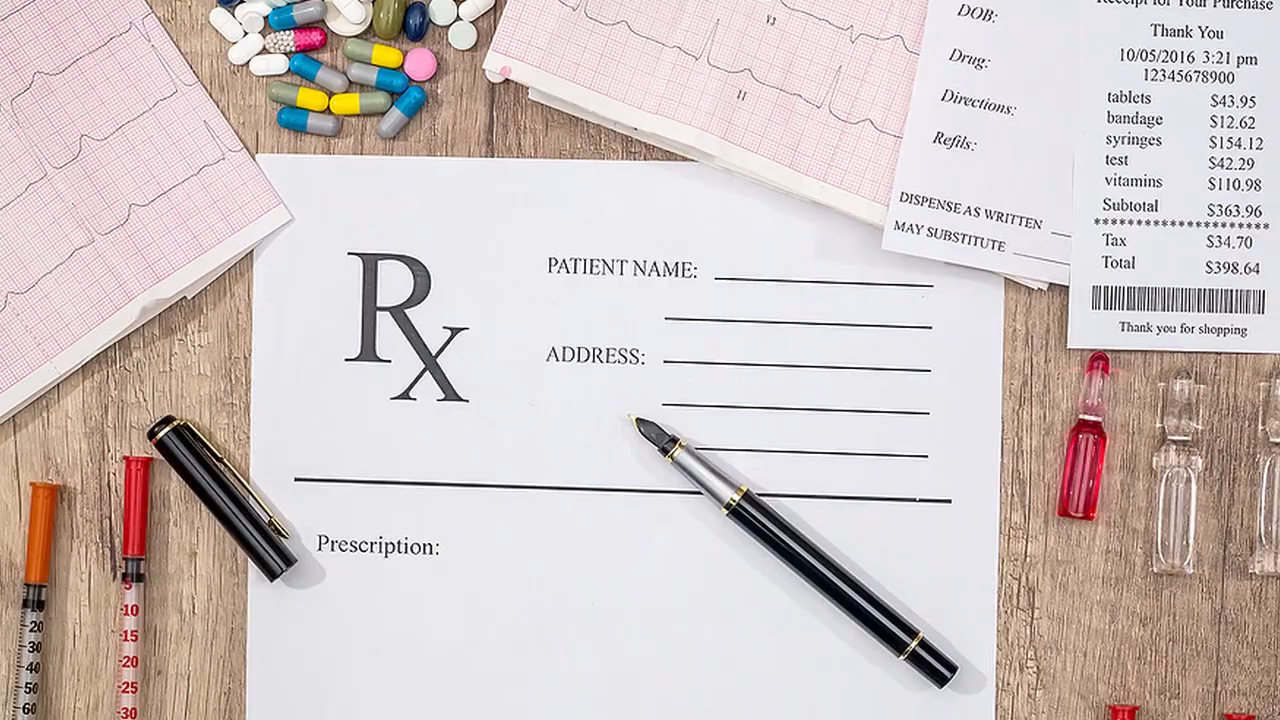 V3
II
DOB:
Drug:
Directions:
Refils:
DISPENSE AS WRITTEN
MAY SUBSTITUTE
Receipt for Your Purchase
Thank You
10/05/2016 3:21 pm
12345678900
tablets $43.95
bandage $12.62
syringes $154.12
test $42.29
vitamins $110.98
Subtotal $363.96
******************************
Tax $34.70
Total $398.64
Thank you for shopping
Rx
PATIENT NAME:
ADDRESS:
Prescription:
20
30
40
50
60
5
10
15
20
25
30